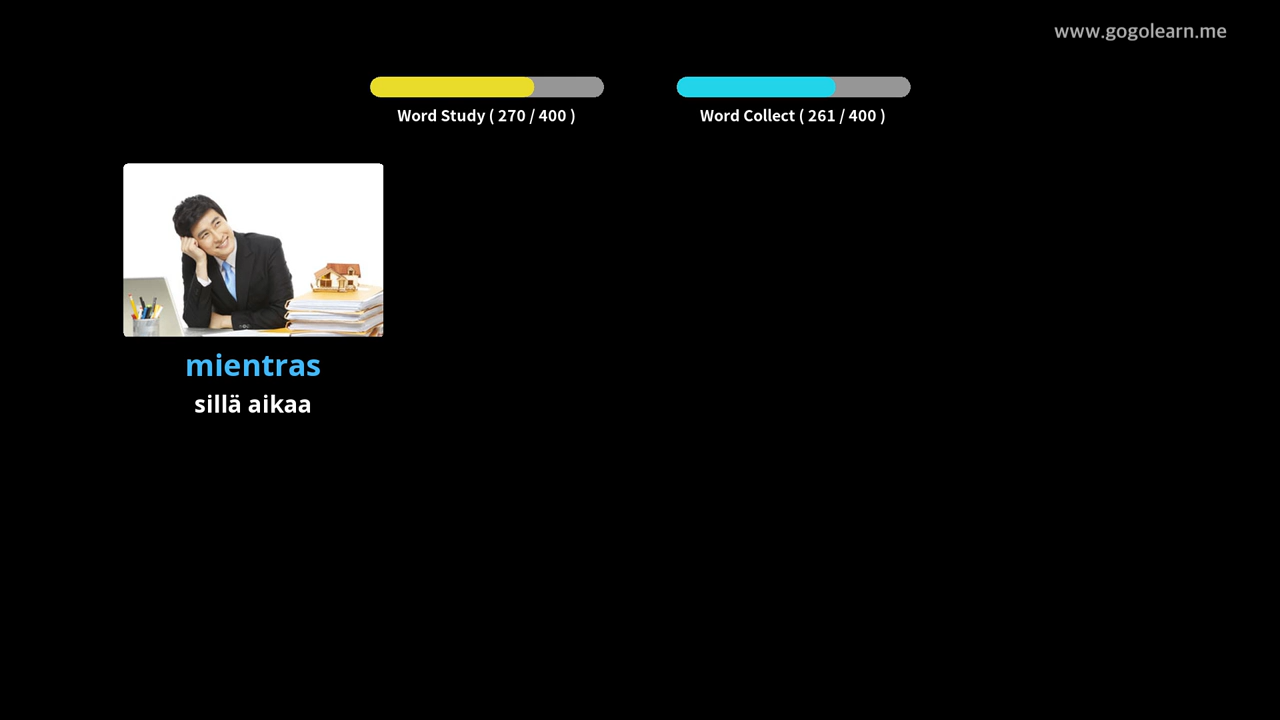 www.gogolearn.me
Word Study ( 270 / 400 )
Word Collect ( 261 / 400 )
mientras
sillä aikaa